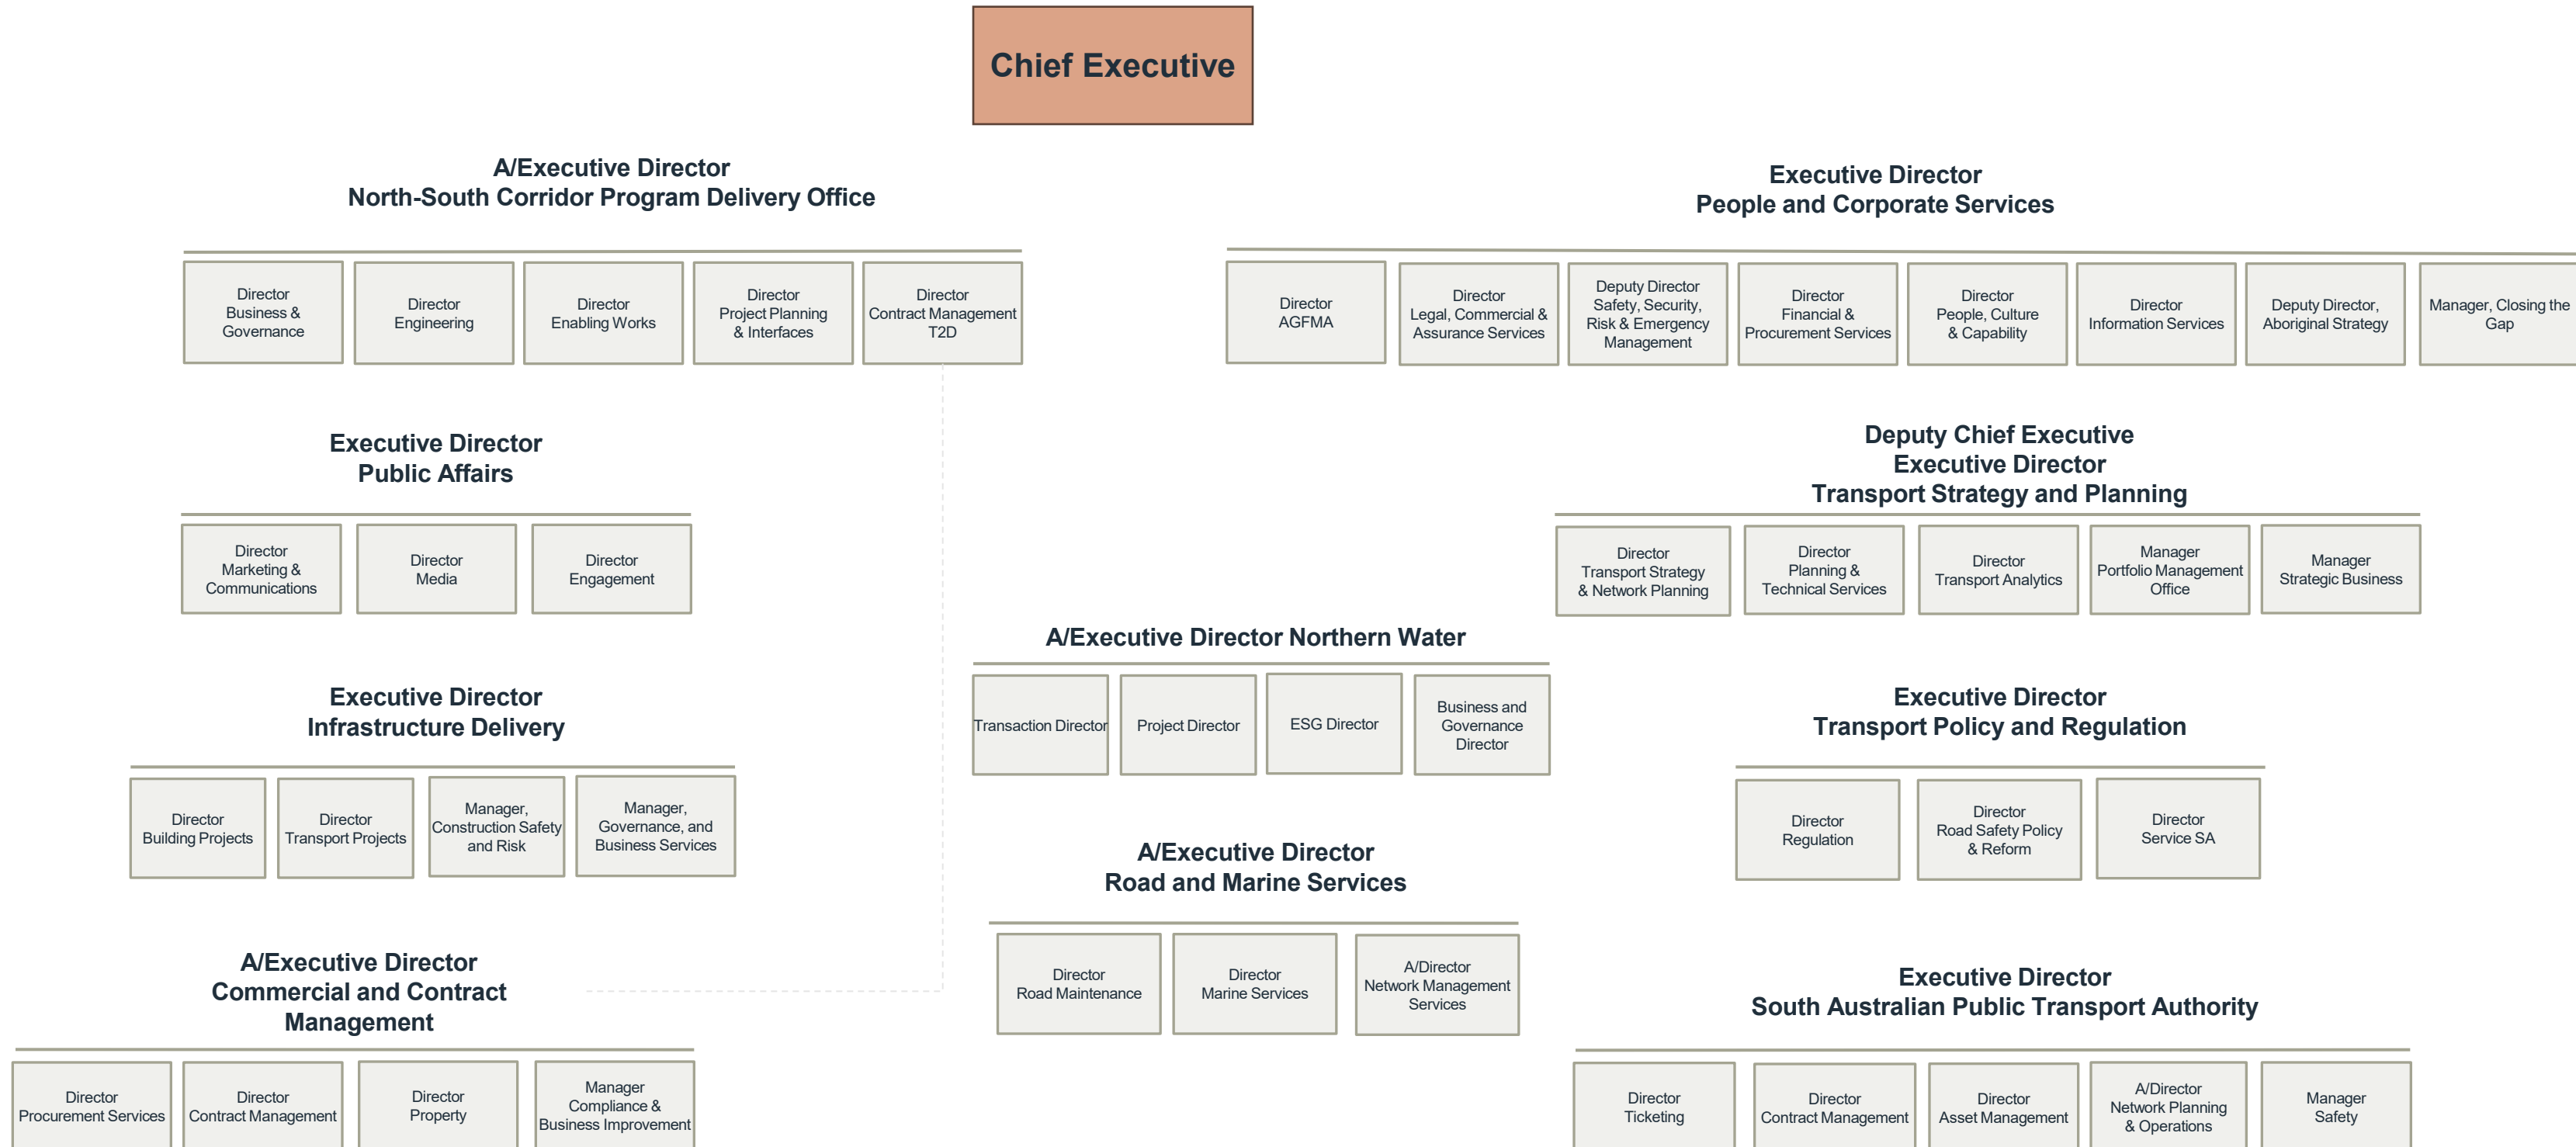 Chief Executive
A/Executive Director
North-South Corridor Program Delivery Office
Director
Business &
Governance
Director
Engineering
Director
Enabling Works
Director
Project Planning
& Interfaces
Director
Contract Management
T2D
Executive Director
People and Corporate Services
Director
AGFMA
Director
Legal, Commercial &
Assurance Services
Deputy Director
Safety, Security,
Risk & Emergency
Management
Director
Financial &
Procurement Services
Director
People, Culture
& Capability
Director
Information Services
Deputy Director,
Aboriginal Strategy
Manager, Closing the
Gap
Executive Director
Public Affairs
Director
Marketing &
Communications
Director
Media
Director
Engagement
Deputy Chief Executive
Executive Director
Transport Strategy and Planning
Director
Transport Strategy
& Network Planning
Director
Planning &
Technical Services
Director
Transport Analytics
Manager
Portfolio Management
Office
Manager
Strategic Business
A/Executive Director Northern Water
Transaction Director
Project Director
ESG Director
Business and
Governance
Director
Executive Director
Infrastructure Delivery
Director
Building Projects
Director
Transport Projects
Manager,
Construction Safety
and Risk
Manager,
Governance, and
Business Services
Executive Director
Transport Policy and Regulation
Director
Regulation
Director
Road Safety Policy
& Reform
Director
Service SA
A/Executive Director
Road and Marine Services
Director
Road Maintenance
Director
Marine Services
A/Director
Network Management
Services
A/Executive Director
Commercial and Contract
Management
Director
Procurement Services
Director
Contract Management
Director
Property
Manager
Compliance &
Business Improvement
Executive Director
South Australian Public Transport Authority
Director
Ticketing
Director
Contract Management
Director
Asset Management
A/Director
Network Planning
& Operations
Manager
Safety